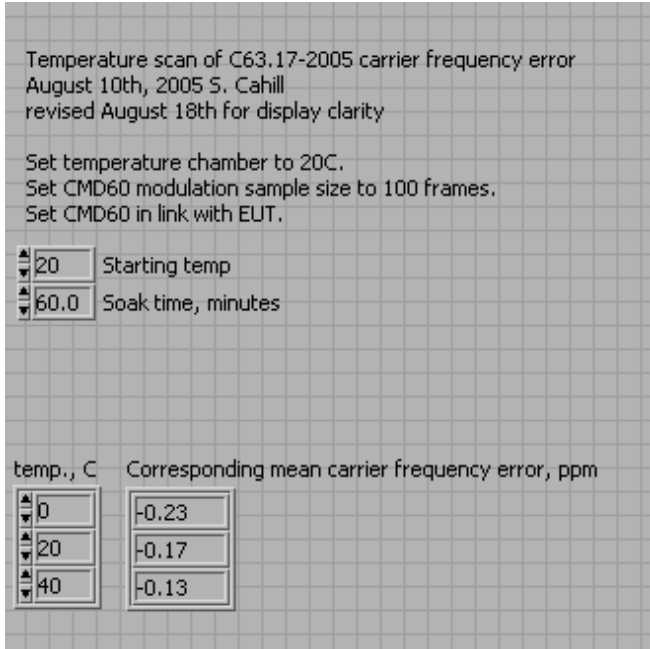 Temperature scan of C63.17-2005 carrier frequency error
August 10th, 2005 S. Cahill
revised August 18th for display clarity
Set temperature chamber to 20C.
Set CMD60 modulation sample size to 100 frames.
Set CMD60 in link with EUT.
20 Starting temp
60.0 Soak time, minutes
temp., C Corresponding mean carrier frequency error, ppm
0 -0.23
20 -0.17
40 -0.13